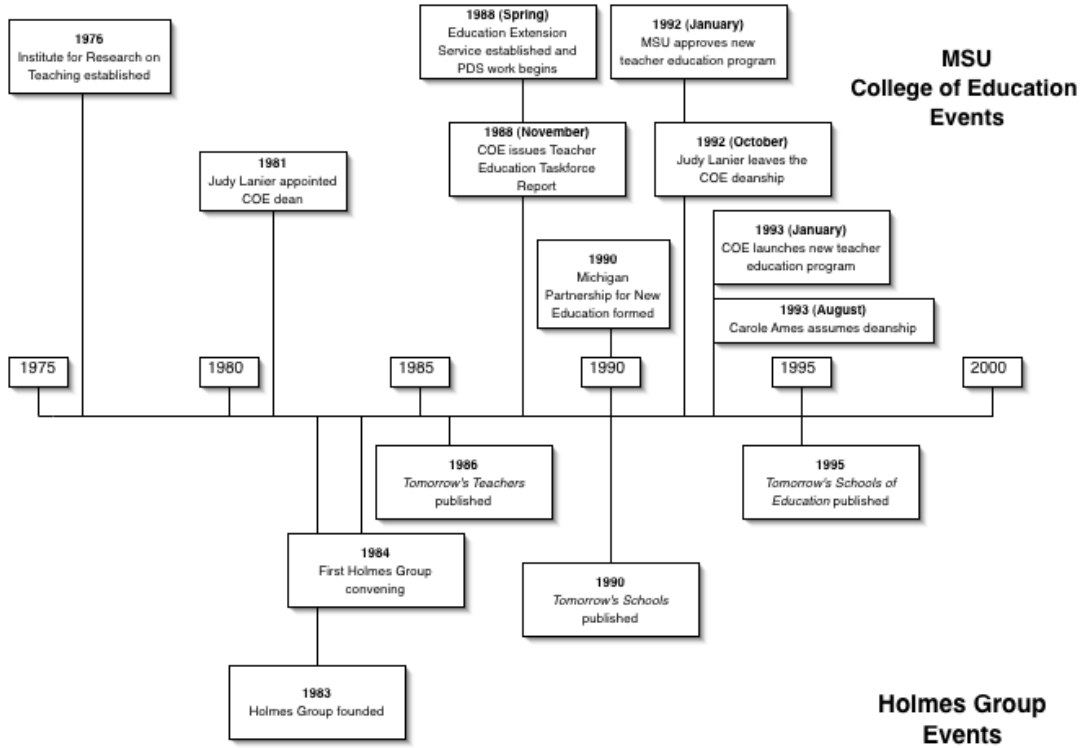 1976
Institute for Research on
Teaching established
1988 (Spring)
Education Extension
Service established and
PDS work begins
1992 (January)
MSU approves new
teacher education program
MSU
College of Education
Events
1981
Judy Lanier appointed
COE dean
1988 (November)
COE issues Teacher
Education Taskforce
Report
1992 (October)
Judy Lanier leaves the
COE deanship
1990
Michigan
Partnership for New
Education formed
1993 (January)
COE launches new teacher
education program
1993 (August)
Carole Ames assumes deanship
1975
1980
1985
1990
1995
2000
1986
Tomorrow's Teachers
published
1995
Tomorrow's Schools of
Education published
1984
First Holmes Group
convening
1990
Tomorrow's Schools
published
1983
Holmes Group founded
Holmes Group
Events